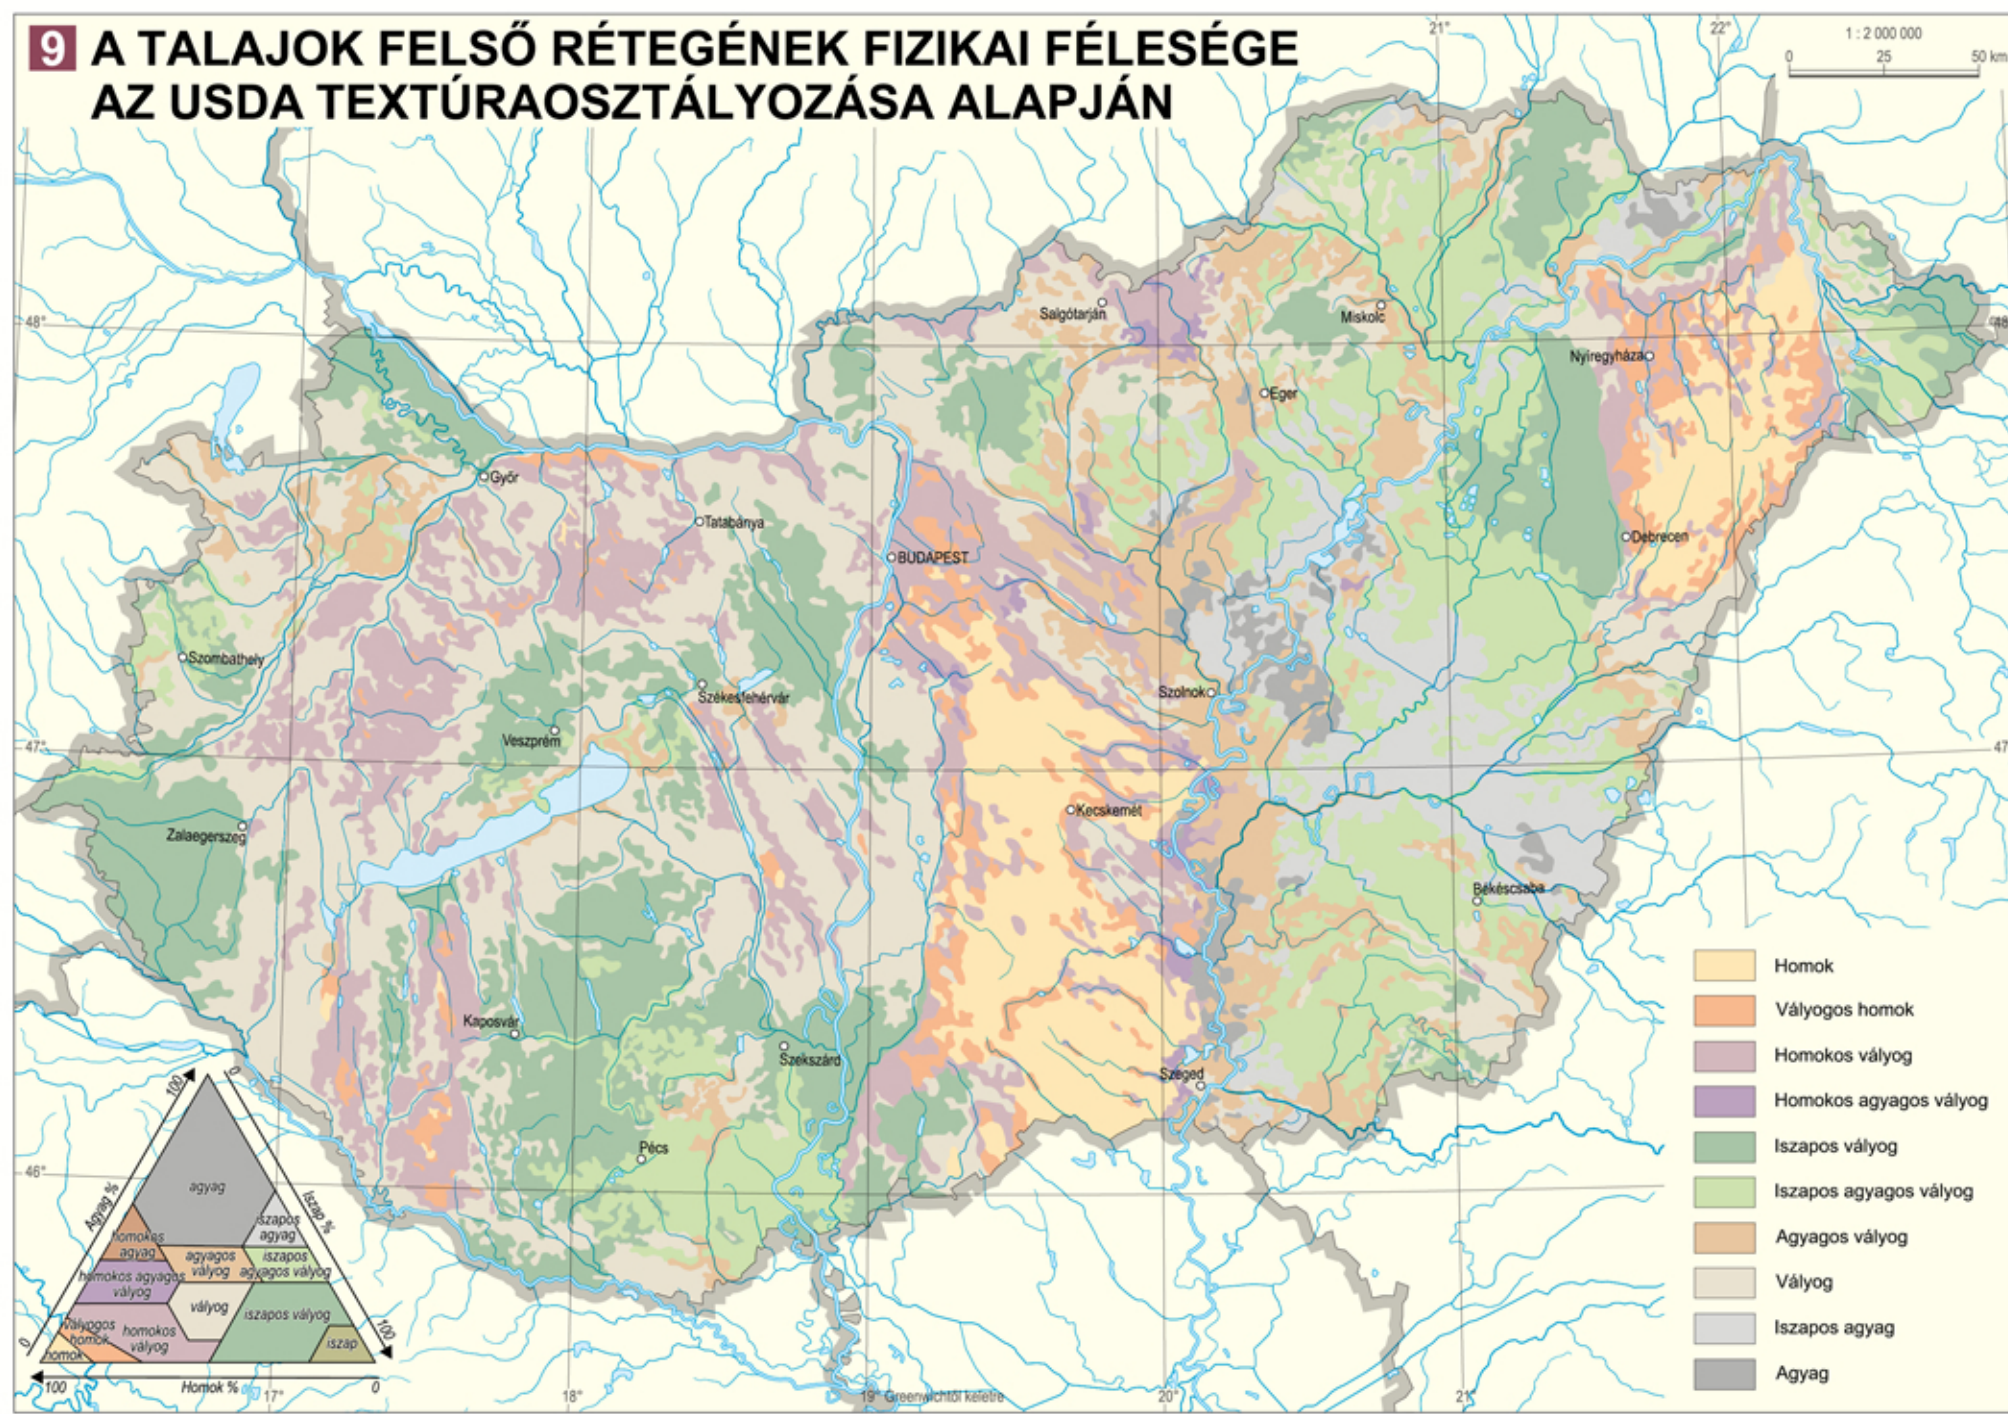 9 A TALAJOK FELSŐ RÉTEGÉNEK FIZIKAI FÉLESÉGE
AZ USDA TEXTÚRAOSZTÁLYOZÁSA ALAPJÁN
21°
22°
1 : 2 000 000
0 25 50 km
48°
48°
Salgótarján
Miskolc
Nyíregyháza
Eger
Győr
Tatabánya
BUDAPEST
Debrecen
Szombathely
Székesfehérvár
Szolnok
Veszprém
47°
47°
Zalaegerszeg
Kecskemét
Békéscsaba
Kaposvár
Szekszárd
Szeged
Pécs
46°
Homok
Vályogos homok
Homokos vályog
Homokos agyagos vályog
Iszapos vályog
Iszapos agyagos vályog
Agyagos vályog
Vályog
Iszapos agyag
Agyag
100
0
Agyag %
Iszap %
agyag
iszapos
agyag
homokos
agyag
agyagos
vályog
iszapos
agyagos vályog
homokos agyagos
vályog
vályog
iszapos vályog
Vályogos
homok
homokos
vályog
homok
iszap
0
100
100
Homok %
0
17°
18°
19° Greenwichtől keletre
20°
21°